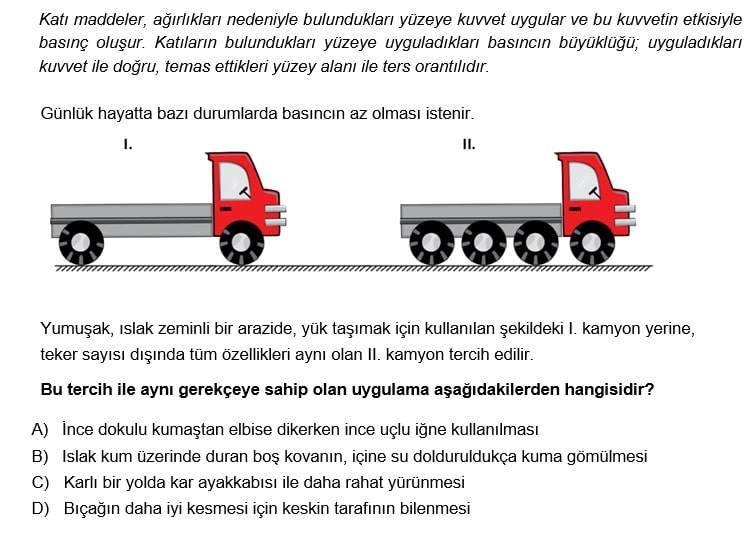 Katı maddeler, ağırlıkları nedeniyle bulundukları yüzeye kuvvet uygular ve bu kuvvetin etkisiyle
basınç oluşur. Katıların bulundukları yüzeye uyguladıkları basıncın büyüklüğü; uyguladıkları
kuvvet ile doğru, temas ettikleri yüzey alanı ile ters orantılıdır.
Günlük hayatta bazı durumlarda basıncın az olması istenir.
I. II.
Yumuşak, ıslak zeminli bir arazide, yük taşımak için kullanılan şekildeki I. kamyon yerine,
teker sayısı dışında tüm özellikleri aynı olan II. kamyon tercih edilir.
Bu tercih ile aynı gerekçeye sahip olan uygulama aşağıdakilerden hangisidir?
A) İnce dokulu kumaştan elbise dikerken ince uçlu iğne kullanılması
B) Islak kum üzerinde duran boş kovanın, içine su dolduruldukça kuma gömülmesi
C) Karlı bir yolda kar ayakkabısı ile daha rahat yürünmesi
D) Bıçağın daha iyi kesmesi için keskin tarafının bilenmesi